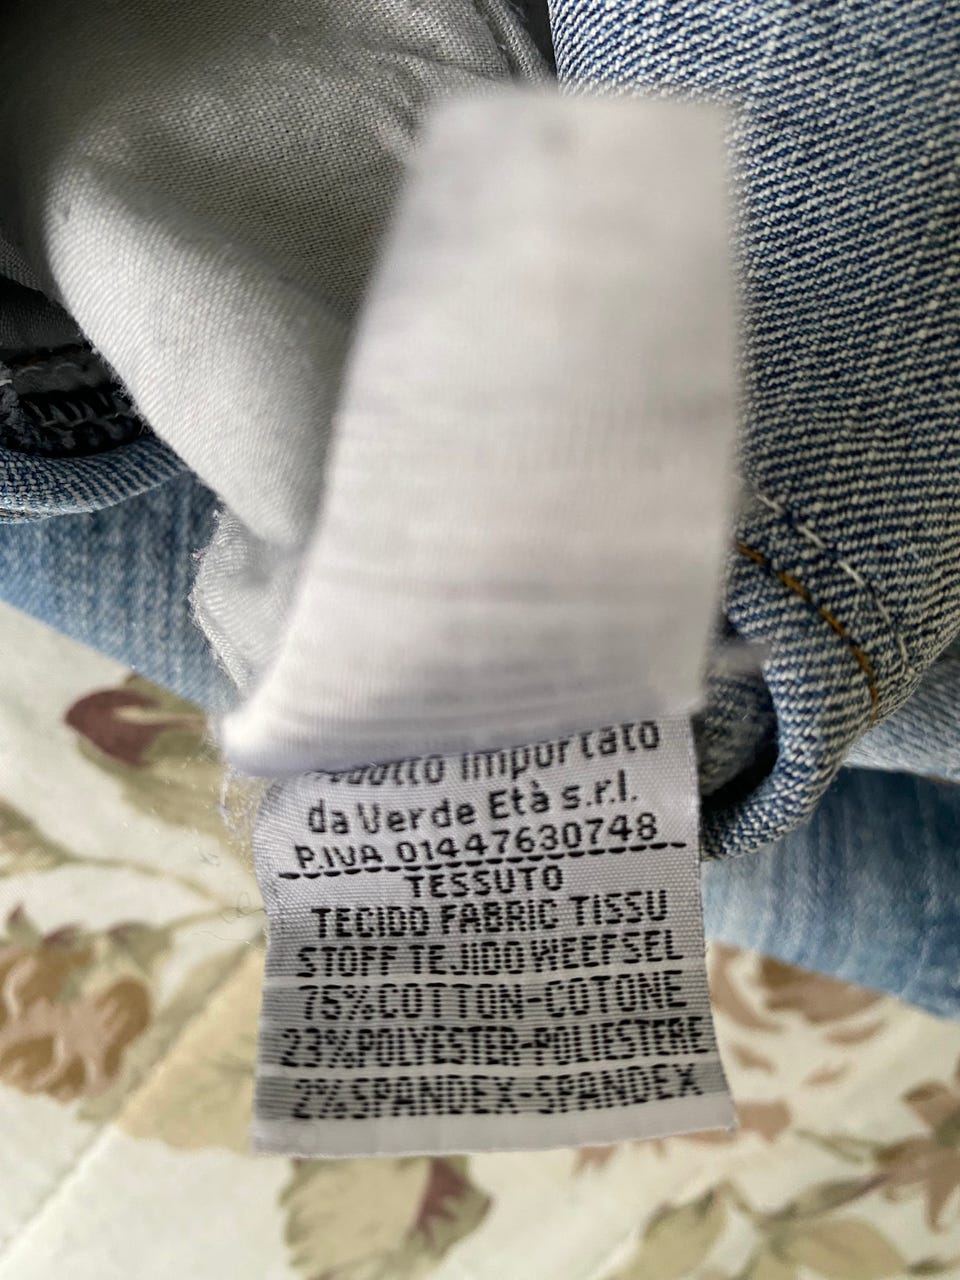 importato
da Verde Età s.r.l.
P.IVA 01447630748
TESSUTO
TECIDO FABRIC TISSU
STOFF TEJIDO WEEFSEL
75%COTTON-COTONE
23%POLYESTER-POLIESTERE
2%SPANDEX-SPANDEX